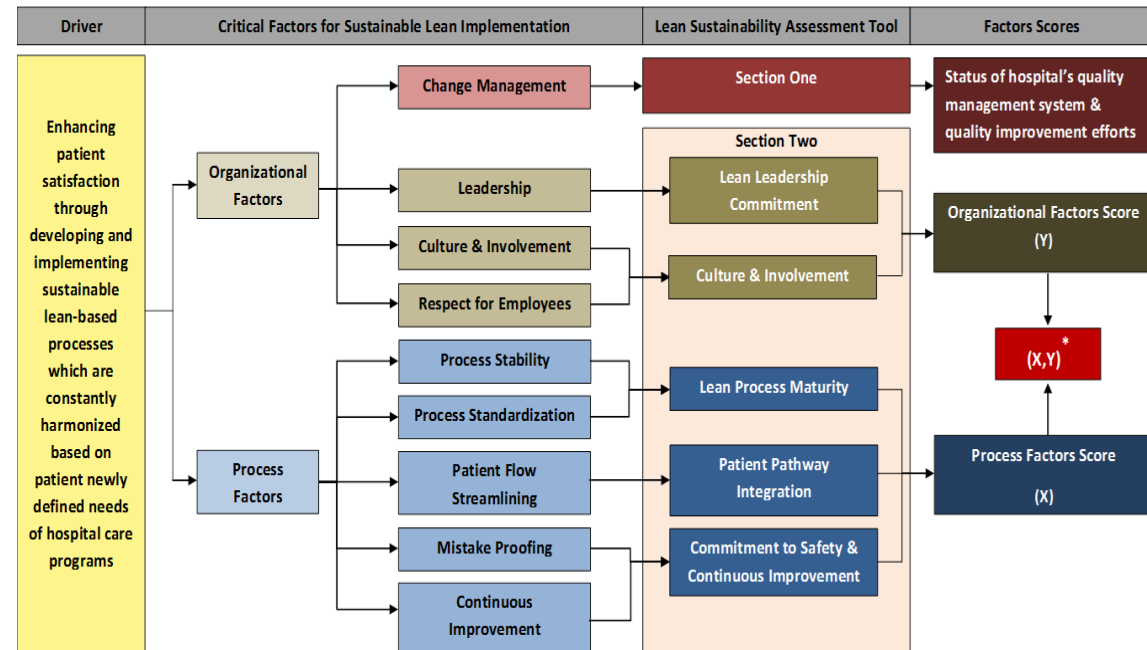 Driver
Critical Factors for Sustainable Lean Implementation
Lean Sustainability Assessment Tool
Factors Scores
Enhancing
patient
satisfaction
through
developing and
implementing
sustainable
lean-based
processes
which are
constantly
harmonized
based on
patient newly
defined needs
of hospital care
programs
Organizational
Factors
Process
Factors
Change Management
Leadership
Culture & Involvement
Respect for Employees
Process Stability
Process Standardization
Patient Flow
Streamlining
Mistake Proofing
Continuous
Improvement
Section One
Section Two
Lean Leadership
Commitment
Culture & Involvement
Lean Process Maturity
Patient Pathway
Integration
Commitment to Safety &
Continuous Improvement
Status of hospital's quality
management system &
quality improvement efforts
Organizational Factors Score
(Y)
(X,Y) *
Process Factors Score
(X)